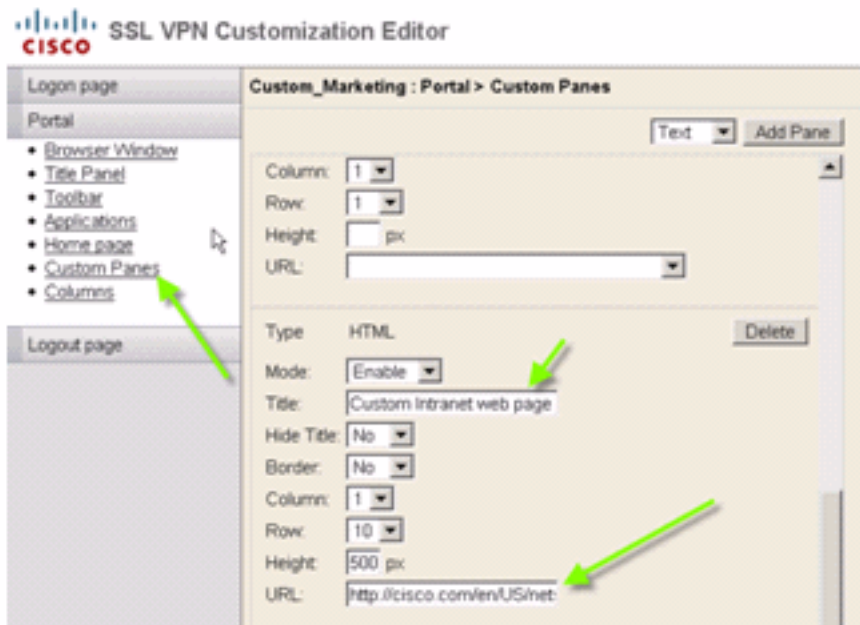 CISCO SSL VPN Customization Editor
Logon page
Portal
• Browser Window
• Title Panel
• Toolbar
• Applications
• Home page
• Custom Panes
• Columns
Logout page
Custom_Marketing : Portal > Custom Panes
Text Add Pane
Column: 1
Row: 1
Height: px
URL:
Type HTML Delete
Mode: Enable
Title: Custom Intranet web page
Hide Title: No
Border: No
Column: 1
Row: 10
Height: 500 px
URL: http://cisco.com/en/US/net